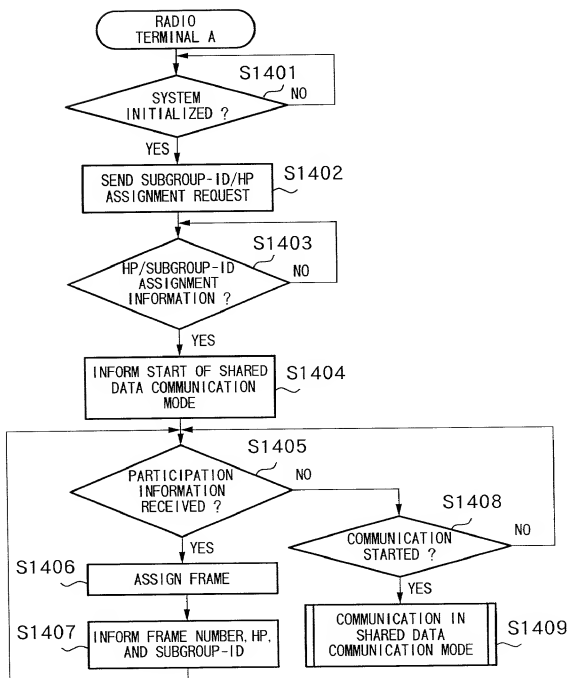 RADIO
TERMINAL A
S1401
SYSTEM
INITIALIZED ?
NO
YES
S1402
SEND SUBGROUP-ID/HP
ASSIGNMENT REQUEST
S1403
HP/SUBGROUP-ID
ASSIGNMENT
INFORMATION ?
NO
YES
INFORM START OF SHARED
DATA COMMUNICATION
MODE
S1404
S1405
PARTICIPATION
INFORMATION
RECEIVED ?
NO
YES
S1408
COMMUNICATION
STARTED ?
NO
YES
S1406
ASSIGN FRAME
S1407
INFORM FRAME NUMBER, HP,
AND SUBGROUP-ID
COMMUNICATION IN
SHARED DATA
COMMUNICATION MODE
S1409